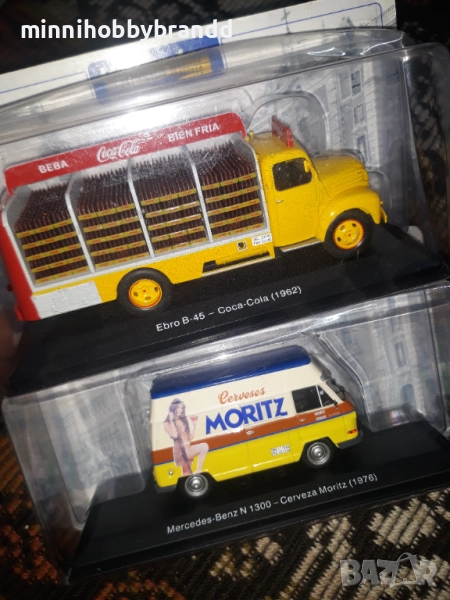 minnihobbybrandd
BEBA Coca-Cola BIEN FRIA
Ebro B-45 – Coca-Cola (1962)
Cerveses
MORITZ
Mercedes-Benz N 1300 – Cerveza Moritz (1976)
BAZAR